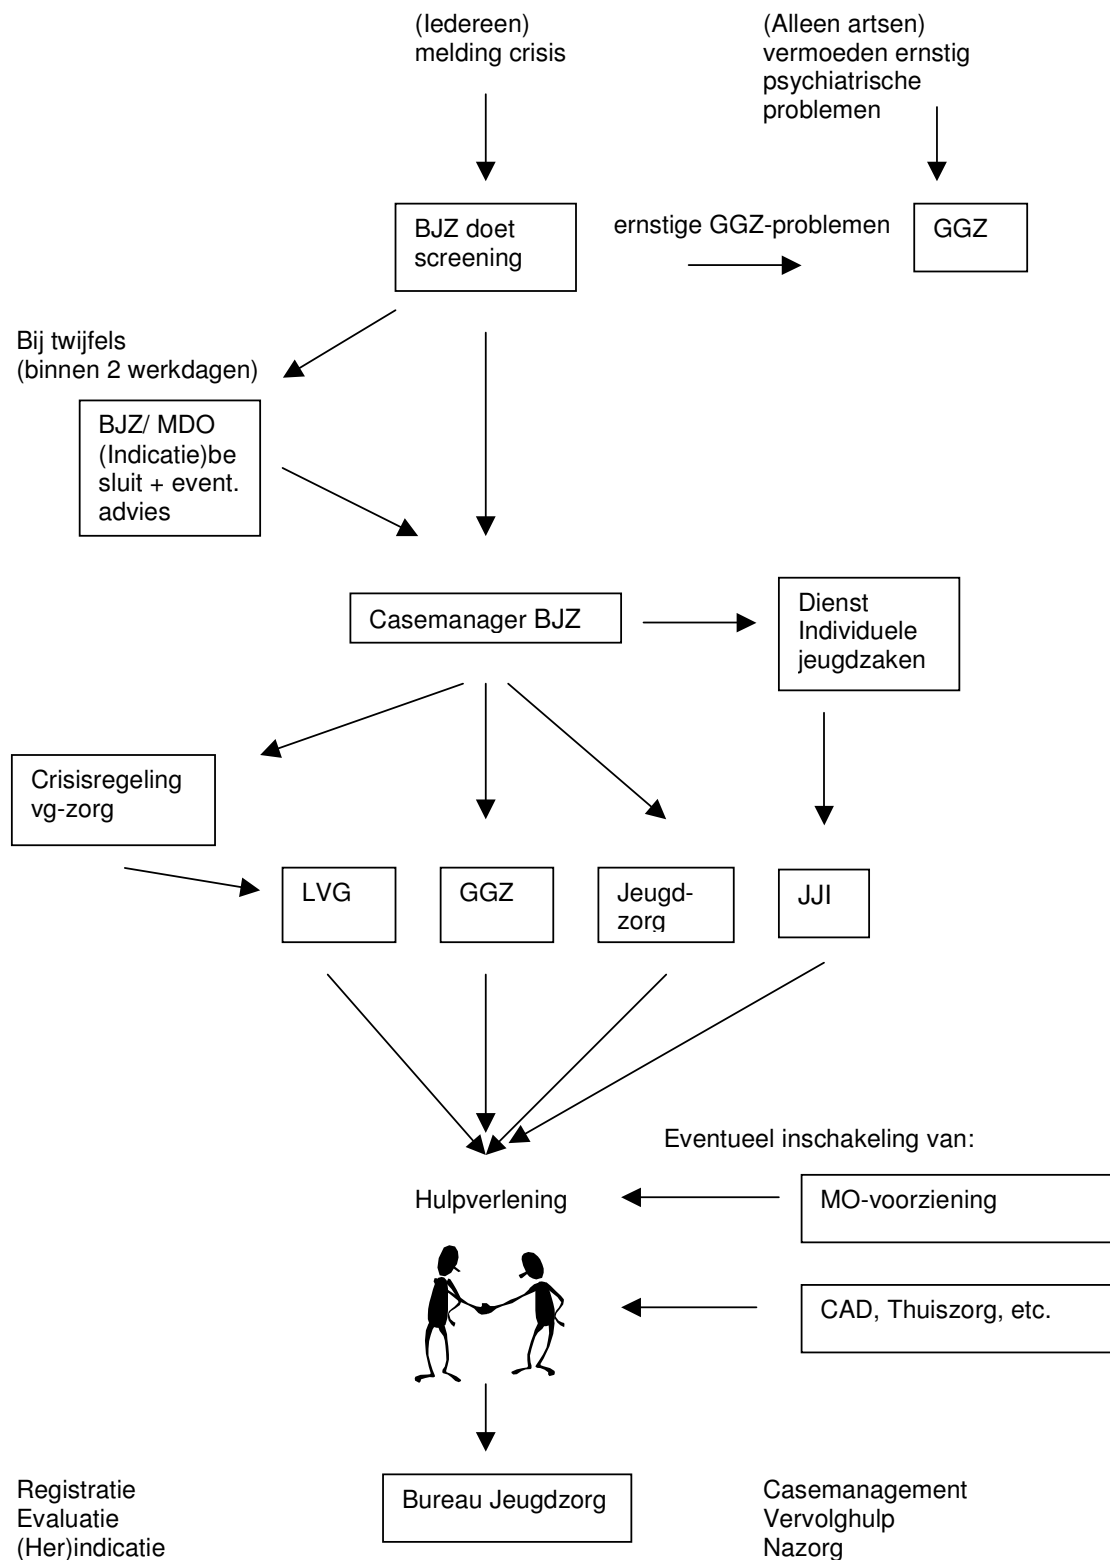 (Iedereen)
melding crisis
(Alleen artsen)
vermoeden ernstig
psychiatrische
problemen
BJZ doet
screening
ernstige GGZ-problemen
GGZ
Bij twijfels
(binnen 2 werkdagen)
BJZ/ MDO
(Indicatie)be
sluit + event.
advies
Casemanager BJZ
Dienst
Individuele
jeugdzaken
Crisisregeling
vg-zorg
LVG
GGZ
Jeugd-
zorg
JJI
Eventueel inschakeling van:
Hulpverlening
MO-voorziening
CAD, Thuiszorg, etc.
Registratie
Evaluatie
(Her)indicatie
Bureau Jeugdzorg
Casemanagement
Vervolghulp
Nazorg